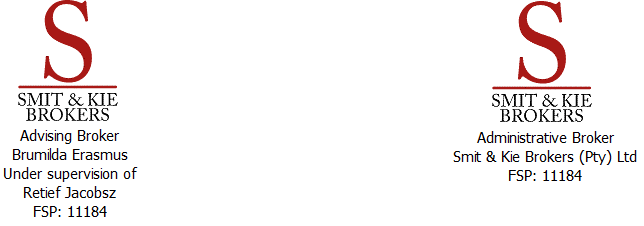 S
SMIT & KIE
BROKERS
Advising Broker
Brumilda Erasmus
Under supervision of
Retief Jacobsz
FSP: 11184
S
SMIT & KIE
BROKERS
Administrative Broker
Smit & Kie Brokers (Pty) Ltd
FSP: 11184